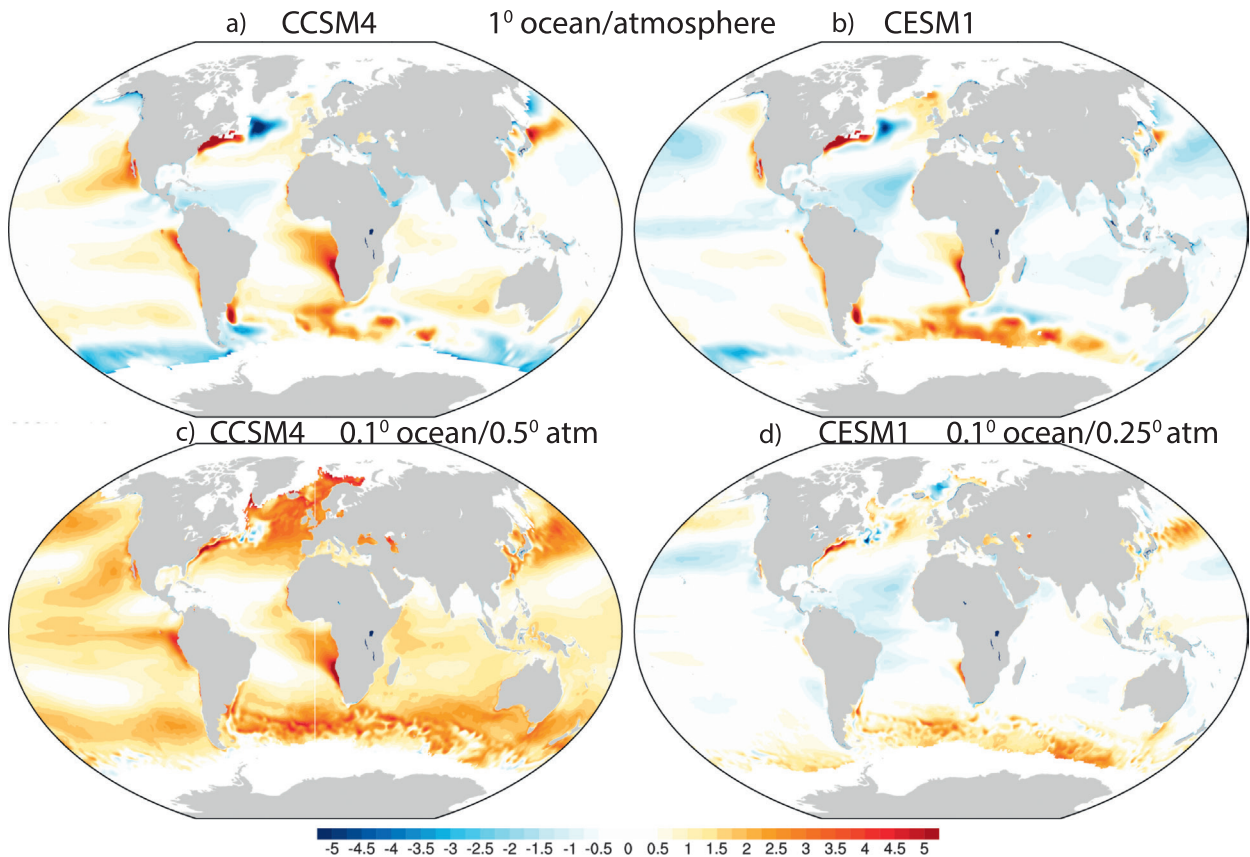 a) CCSM4 1⁰ ocean/atmosphere b) CESM1
c) CCSM4 0.1⁰ ocean/0.5⁰ atm d) CESM1 0.1⁰ ocean/0.25⁰ atm
-5 -4.5 -4 -3.5 -3 -2.5 -2 -1.5 -1 -0.5 0 0.5 1 1.5 2 2.5 3 3.5 4 4.5 5